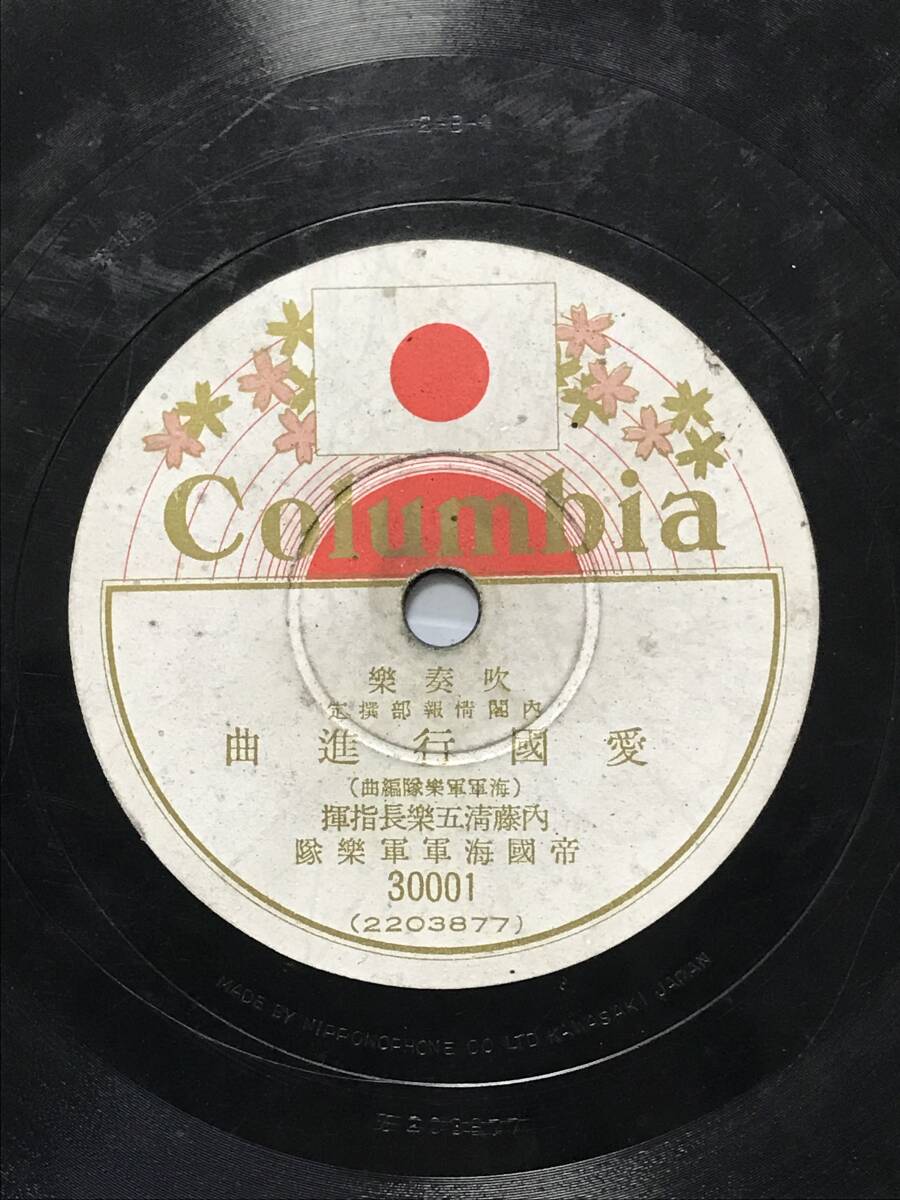 2-B-1
Columbia
樂奏吹
定撰部報情閣內
曲進行國愛
(曲編隊樂軍軍海)
揮指長樂五清藤內
隊樂軍軍海國帝
30001
(2203877)
MADE BY NIPPONOPHONE CO LTD KAWASAKI JAPAN